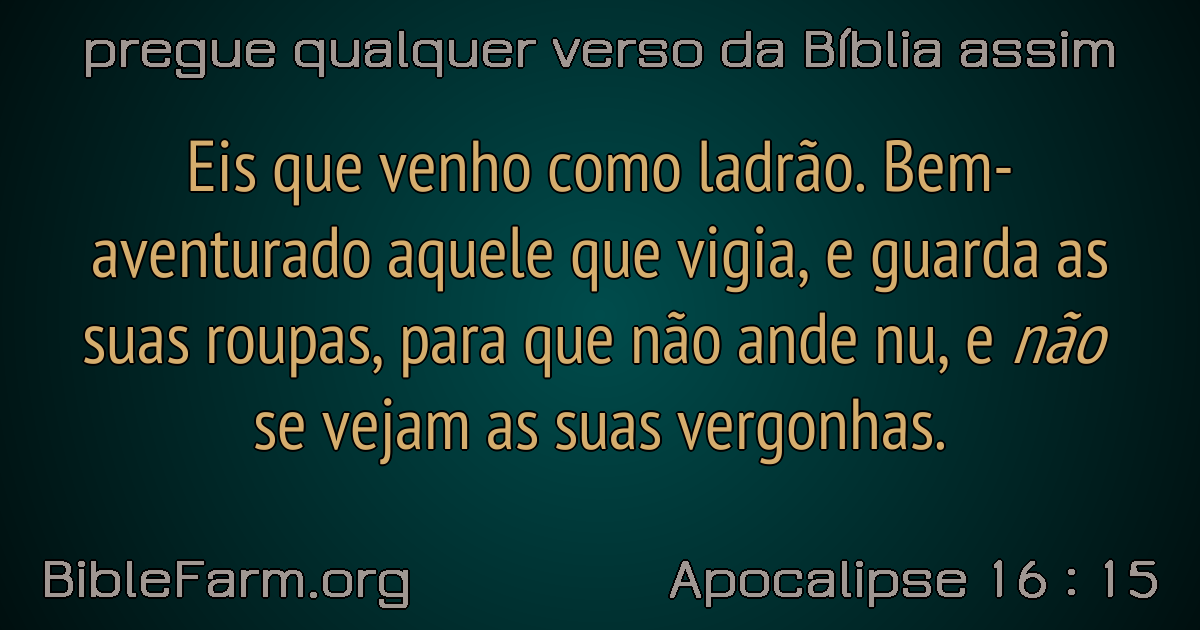 pregue qualquer verso da Bíblia assim
Eis que venho como ladrão. Bem-
aventurado aquele que vigia, e guarda as
suas roupas, para que não ande nu, e não
se vejam as suas vergonhas.
BibleFarm.org
Apocalipse 16 : 15